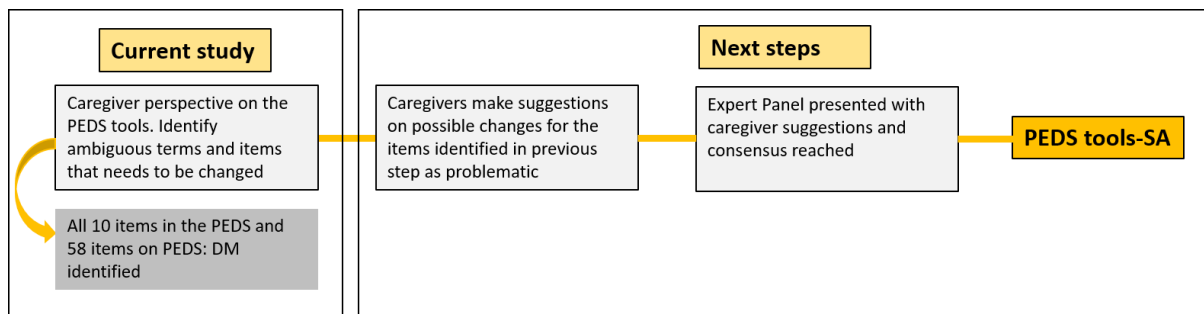 Current study
Caregiver perspective on the
PEDS tools. Identify
ambiguous terms and items
that needs to be changed
All 10 items in the PEDS and
58 items on PEDS: DM
identified
Next steps
Caregivers make suggestions
on possible changes for the
items identified in previous
step as problematic
Expert Panel presented with
caregiver suggestions and
consensus reached
PEDS tools-SA